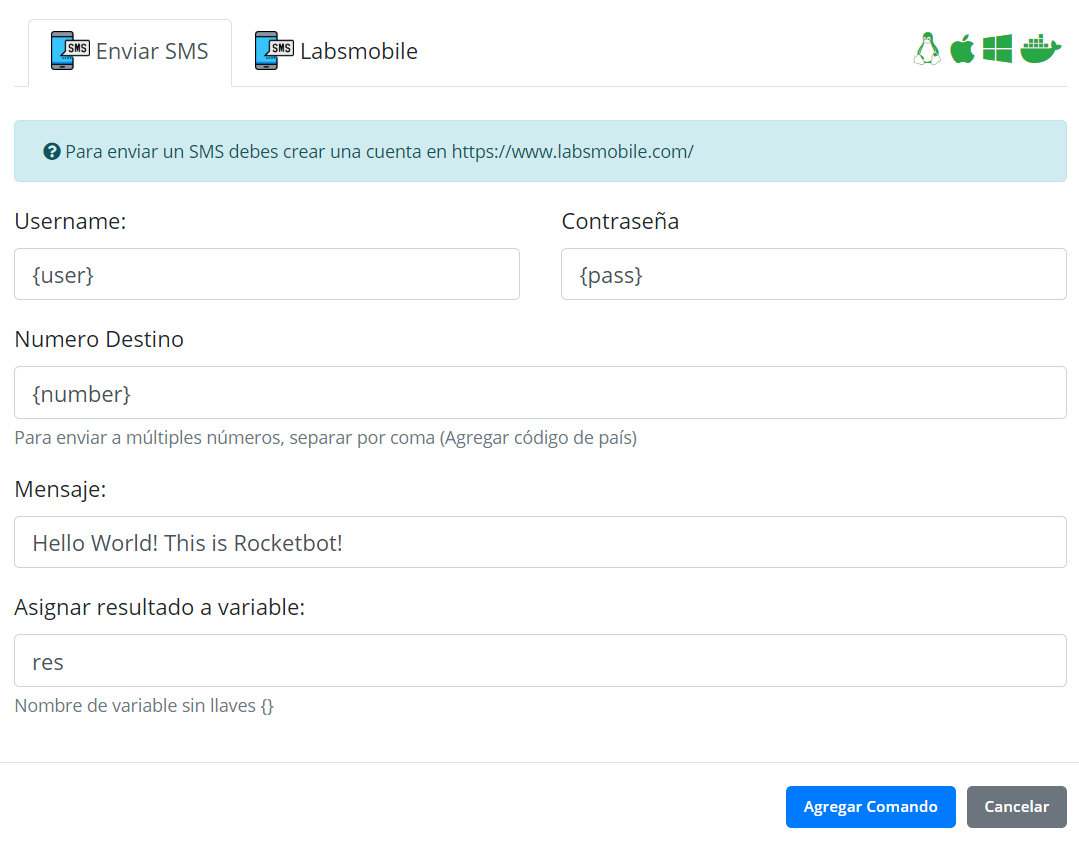 SMS Enviar SMS
SMS Labsmobile
Para enviar un SMS debes crear una cuenta en https://www.labsmobile.com/
Username:
Contraseña
{user}
{pass}
Numero Destino
{number}
Para enviar a múltiples números, separar por coma (Agregar código de país)
Mensaje:
Hello World! This is Rocketbot!
Asignar resultado a variable:
res
Nombre de variable sin llaves {}
Agregar Comando
Cancelar